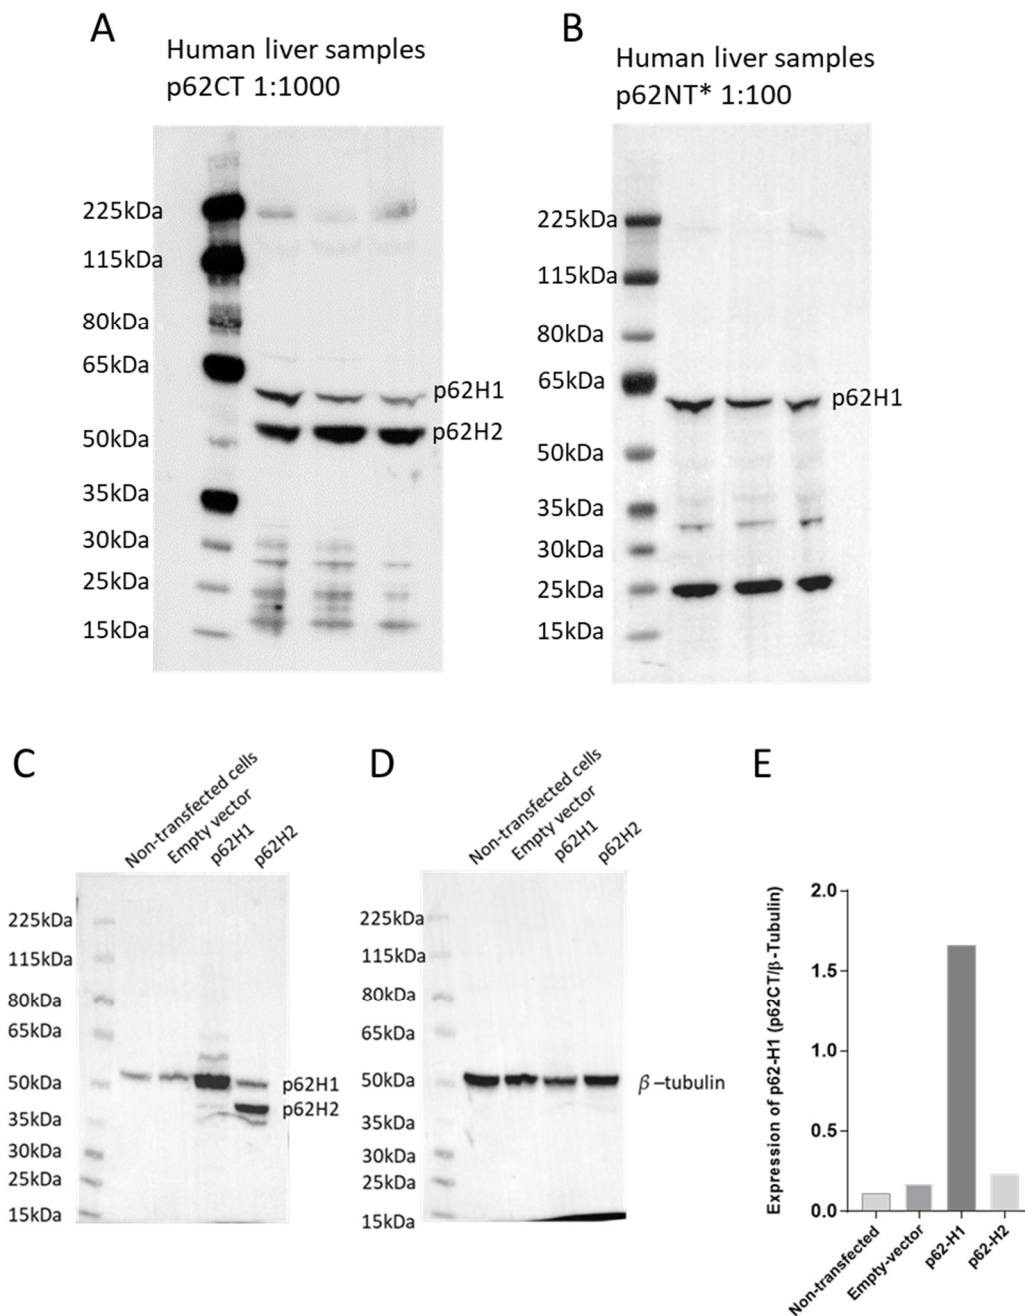 A
Human liver samples
p62CT 1:1000
225kDa
115kDa
80kDa
65kDa
50kDa
35kDa
30kDa
25kDa
15kDa
p62H1
p62H2
B
Human liver samples
p62NT* 1:100
225kDa
115kDa
80kDa
65kDa
50kDa
35kDa
30kDa
25kDa
15kDa
p62H1
C
Non-transfected cells
Empty vector
p62H1
p62H2
225kDa
115kDa
80kDa
65kDa
50kDa
35kDa
30kDa
25kDa
15kDa
p62H1
p62H2
D
Non-transfected cells
Empty vector
p62H1
p62H2
225kDa
115kDa
80kDa
65kDa
50kDa
35kDa
30kDa
25kDa
15kDa
β–tubulin
E
Expression of p62-H1 (p62CT/β-Tubulin)
2.0
1.5
1.0
0.5
0.0
Non-transfected
Empty-vector
p62-H1
p62-H2